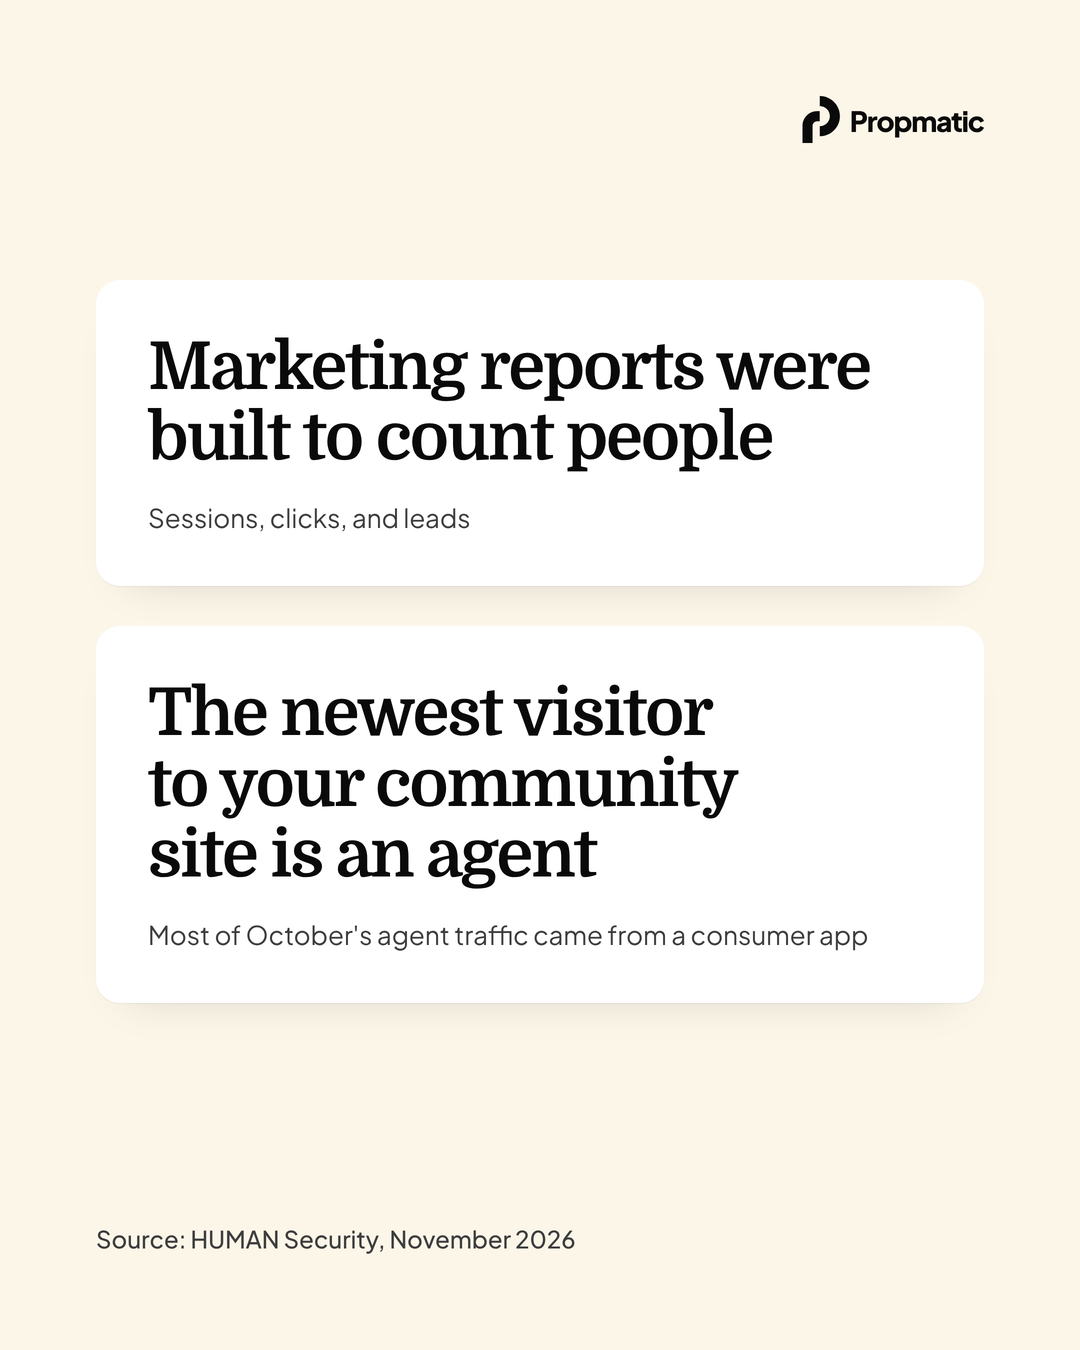 Propmatic
Marketing reports were
built to count people
Sessions, clicks, and leads
The newest visitor
to your community
site is an agent
Most of October's agent traffic came from a consumer app
Source: HUMAN Security, November 2026